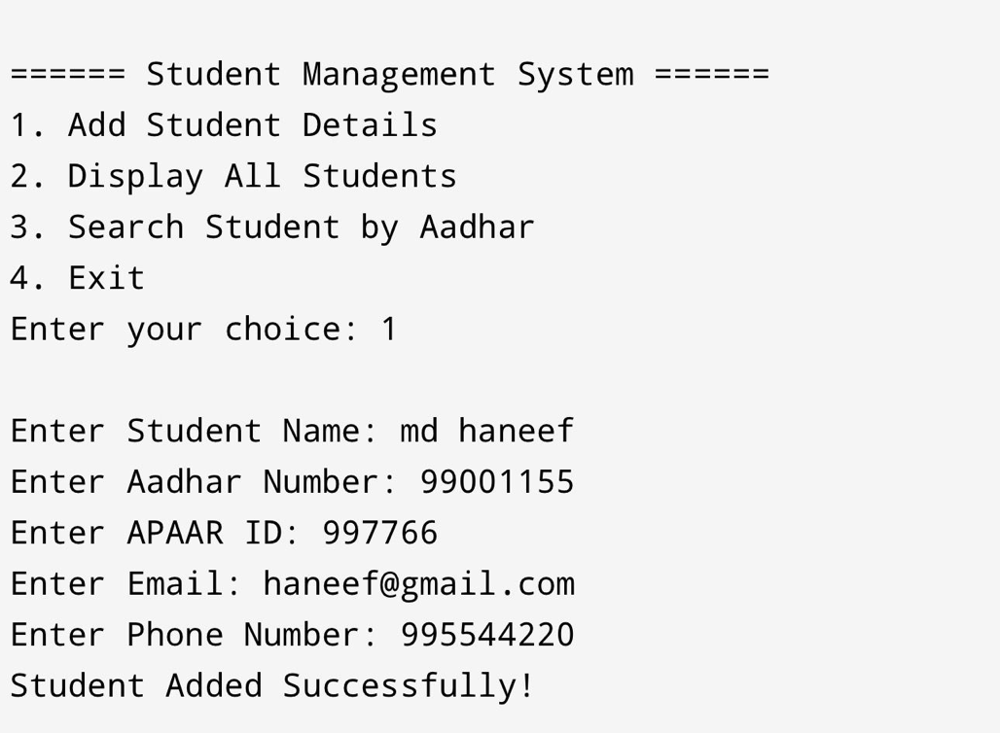 ====== Student Management System ======
1. Add Student Details
2. Display All Students
3. Search Student by Aadhar
4. Exit
Enter your choice: 1
Enter Student Name: md haneef
Enter Aadhar Number: 99001155
Enter APAAR ID: 997766
Enter Email: haneef@gmail.com
Enter Phone Number: 995544220
Student Added Successfully!